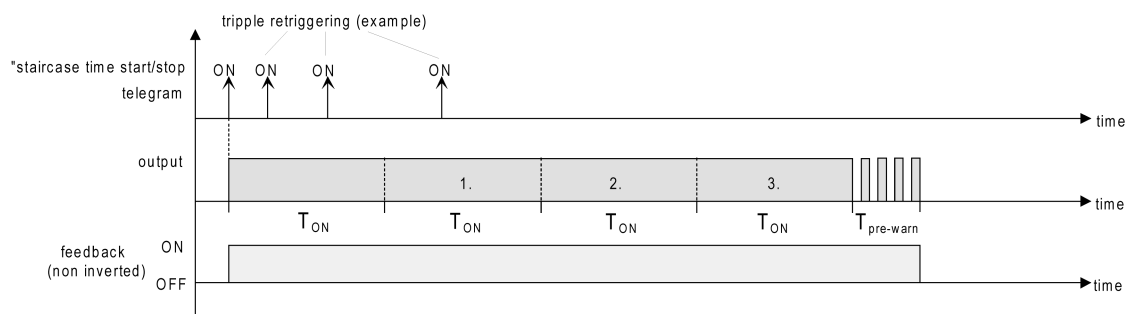 tripple retriggering (example)
"staircase time start/stop
telegram
ON ON ON ON
time
output
1. 2. 3.
time
TON TON TON TON Tpre-warn
feedback
(non inverted)
ON
OFF
time